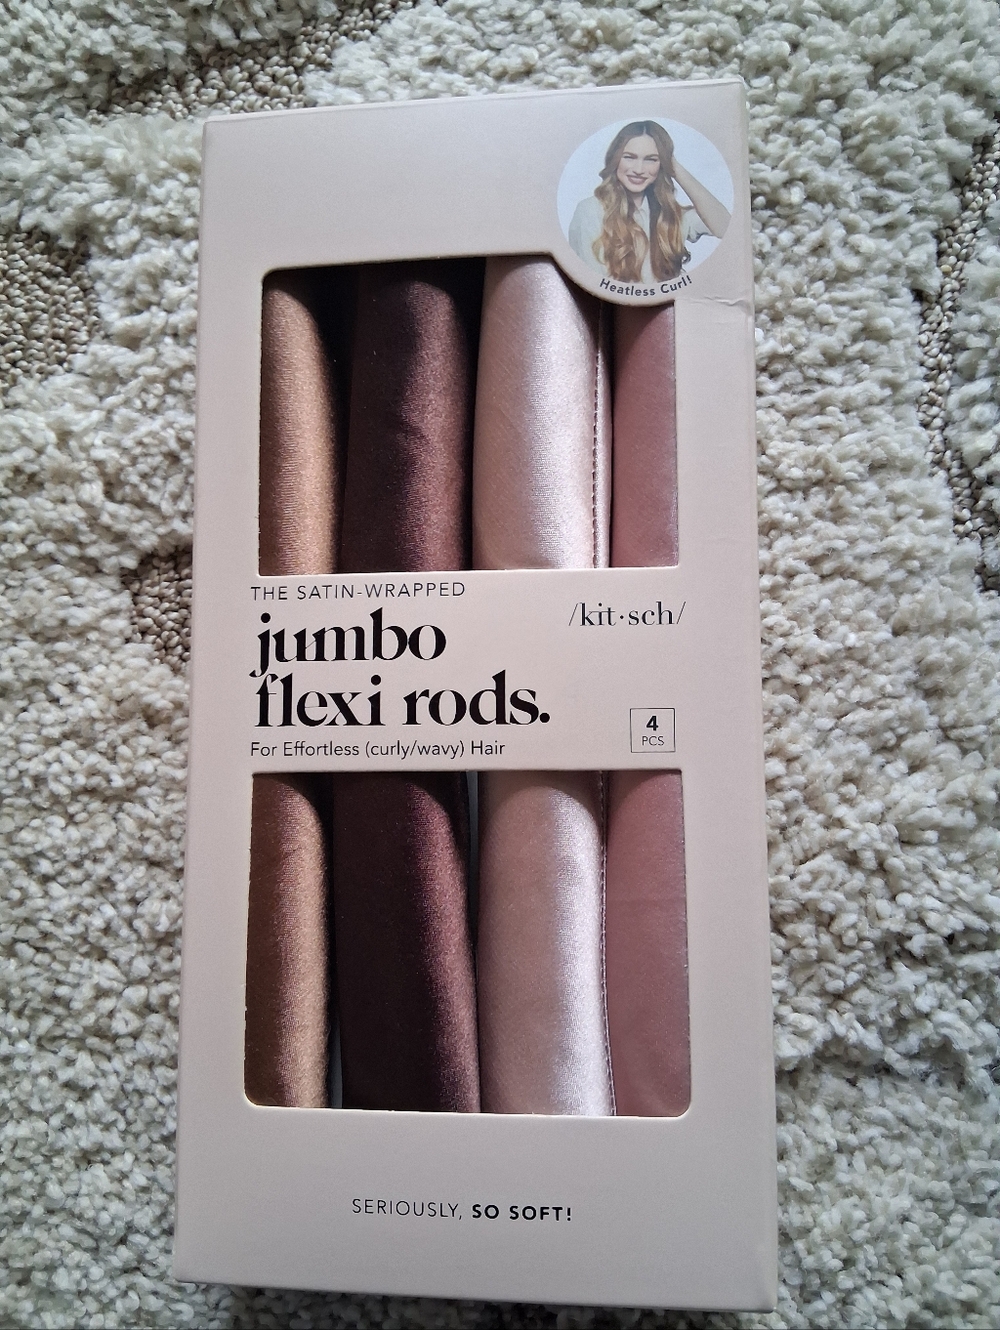 Heatless Curl!
THE SATIN-WRAPPED
jumbo
flexi rods.
For Effortless (curly/wavy) Hair
/kit·sch/
4
PCS
SERIOUSLY, SO SOFT!